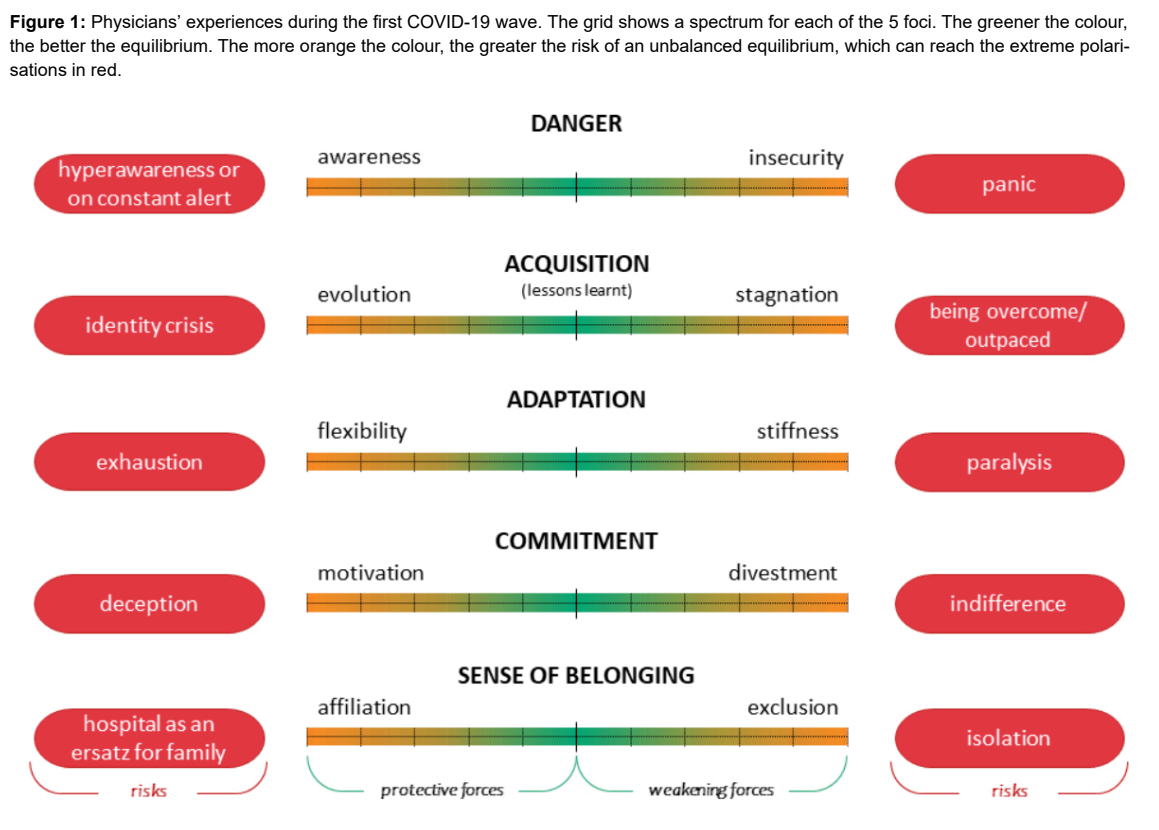 Figure 1: Physicians’ experiences during the first COVID-19 wave. The grid shows a spectrum for each of the 5 foci. The greener the colour,
the better the equilibrium. The more orange the colour, the greater the risk of an unbalanced equilibrium, which can reach the extreme polari-
sations in red.
DANGER
awareness
insecurity
hyperawareness or
on constant alert
panic
ACQUISITION
(lessons learnt)
evolution
stagnation
identity crisis
being overcome/
outpaced
ADAPTATION
flexibility
stiffness
exhaustion
paralysis
COMMITMENT
motivation
divestment
deception
indifference
SENSE OF BELONGING
affiliation
exclusion
hospital as an
ersatz for family
isolation
risks
protective forces
weakening forces
risks